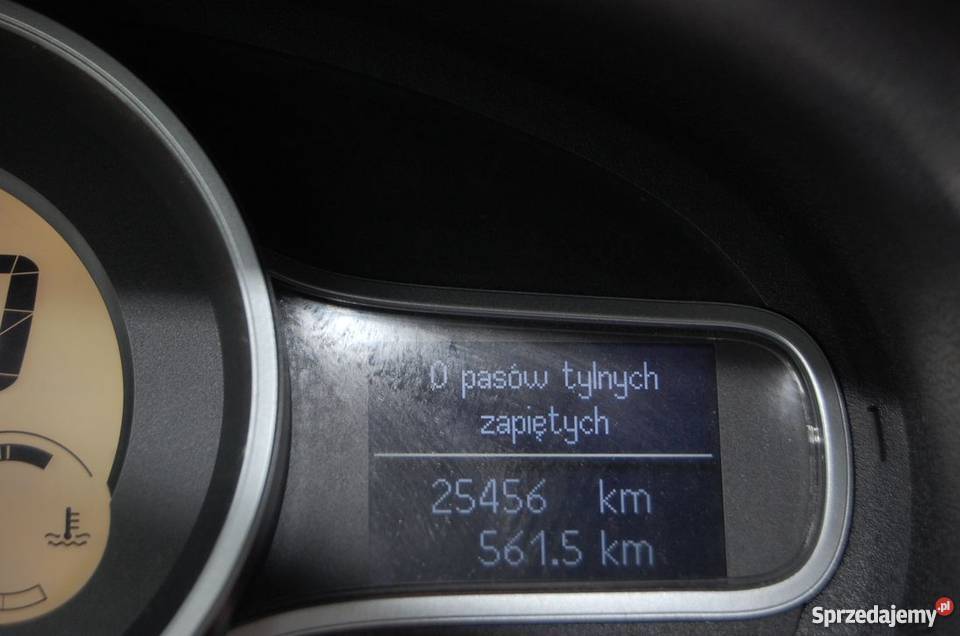 0 pasów tylnych
zapiętych
25456 km
561.5 km
Sprzedajemy.pl